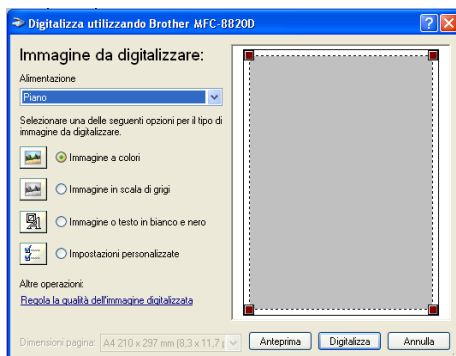 Digitalizza utilizzando Brother MFC-8820D
Immagine da digitalizzare:
Alimentazione
Piano
Selezionare una delle seguenti opzioni per il tipo di
immagine da digitalizzare.
Immagine a colori
Immagine in scala di grigi
Immagine o testo in bianco e nero
Impostazioni personalizzate
Altre operazioni:
Regola la qualità dell'immagine digitalizzata
Dimensioni pagina: A4 210 x 297 mm (8,3 x 11,7
Anteprima Digitalizza Annulla